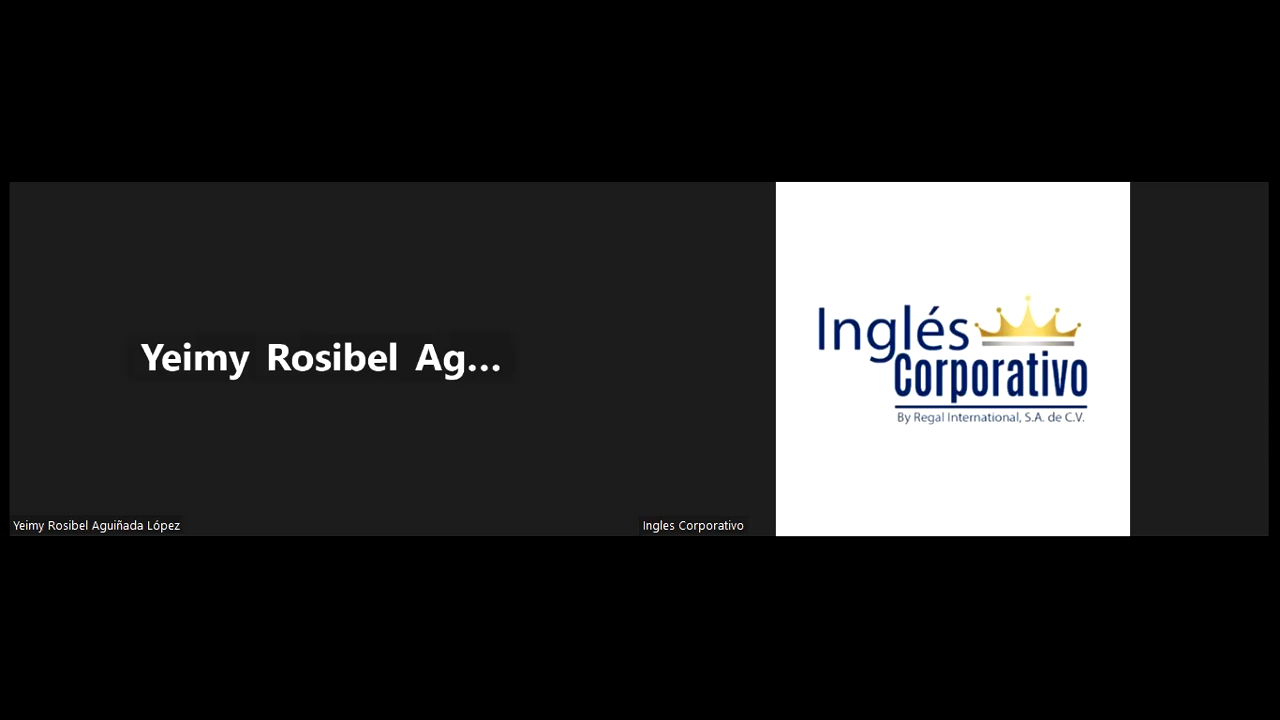 Yeimy Rosibel Ag...
Inglés
Corporativo
By Regal International, S.A. de C.V.
Yeimy Rosibel Aguiñada López
Ingles Corporativo